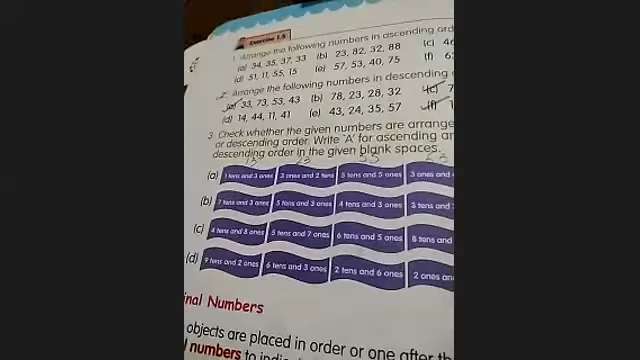 Exercise 1.5
1. Arrange the following numbers in ascending ord
(a) 34, 35, 37, 33 (b) 23, 82, 32, 88 (c) 46
(d) 51, 11, 55, 15 (e) 57, 53, 40, 75 (f)
2. Arrange the following numbers in descending
(a) 33, 73, 53, 43 (b) 78, 23, 28, 32 (c) 7
(d) 14, 44, 11, 41 (e) 43, 24, 35, 57 (f) 1
3. Check whether the given numbers are arrange
or descending order. Write 'A' for ascending an
descending order in the given blank spaces.
13 23 55
(a) 1 tens and 3 ones 3 ones and 2 tens 5 tens and 5 ones 3 ones and
(b) 7 tens and 3 ones 5 tens and 3 ones 4 tens and 3 ones 3 tens and
(c) 4 tens and 8 ones 5 tens and 7 ones 6 tens and 5 ones 8 tens and
(d) 9 tens and 2 ones 6 tens and 3 ones 2 tens and 6 ones 2 ones an
inal Numbers
objects are placed in order or one after th
numbers to indi